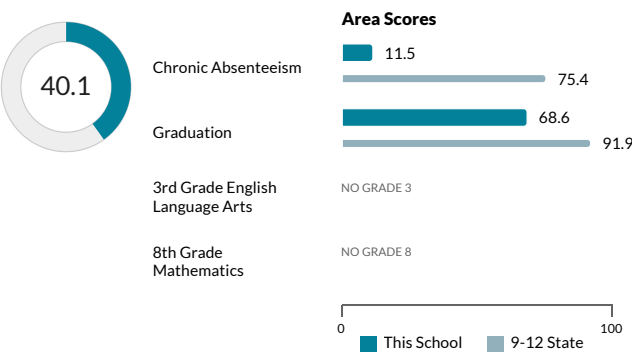 Area Scores
40.1
Chronic Absenteeism
11.5
75.4
Graduation
68.6
91.9
3rd Grade English
Language Arts
NO GRADE 3
8th Grade
Mathematics
NO GRADE 8
0
100
This School
9-12 State